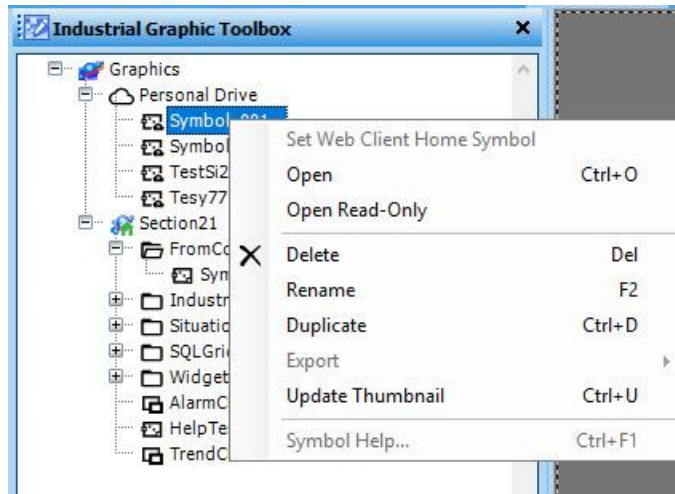 Industrial Graphic Toolbox
Graphics
Personal Drive
Symbol_001
Symbol
TestSi2
Tesy77
Section21
FromCo
Sym
Industr
Situatio
SQLGri
Widget
AlarmC
HelpTe
TrendC
Set Web Client Home Symbol
Open Ctrl+O
Open Read-Only
Delete Del
Rename F2
Duplicate Ctrl+D
Export
Update Thumbnail Ctrl+U
Symbol Help... Ctrl+F1